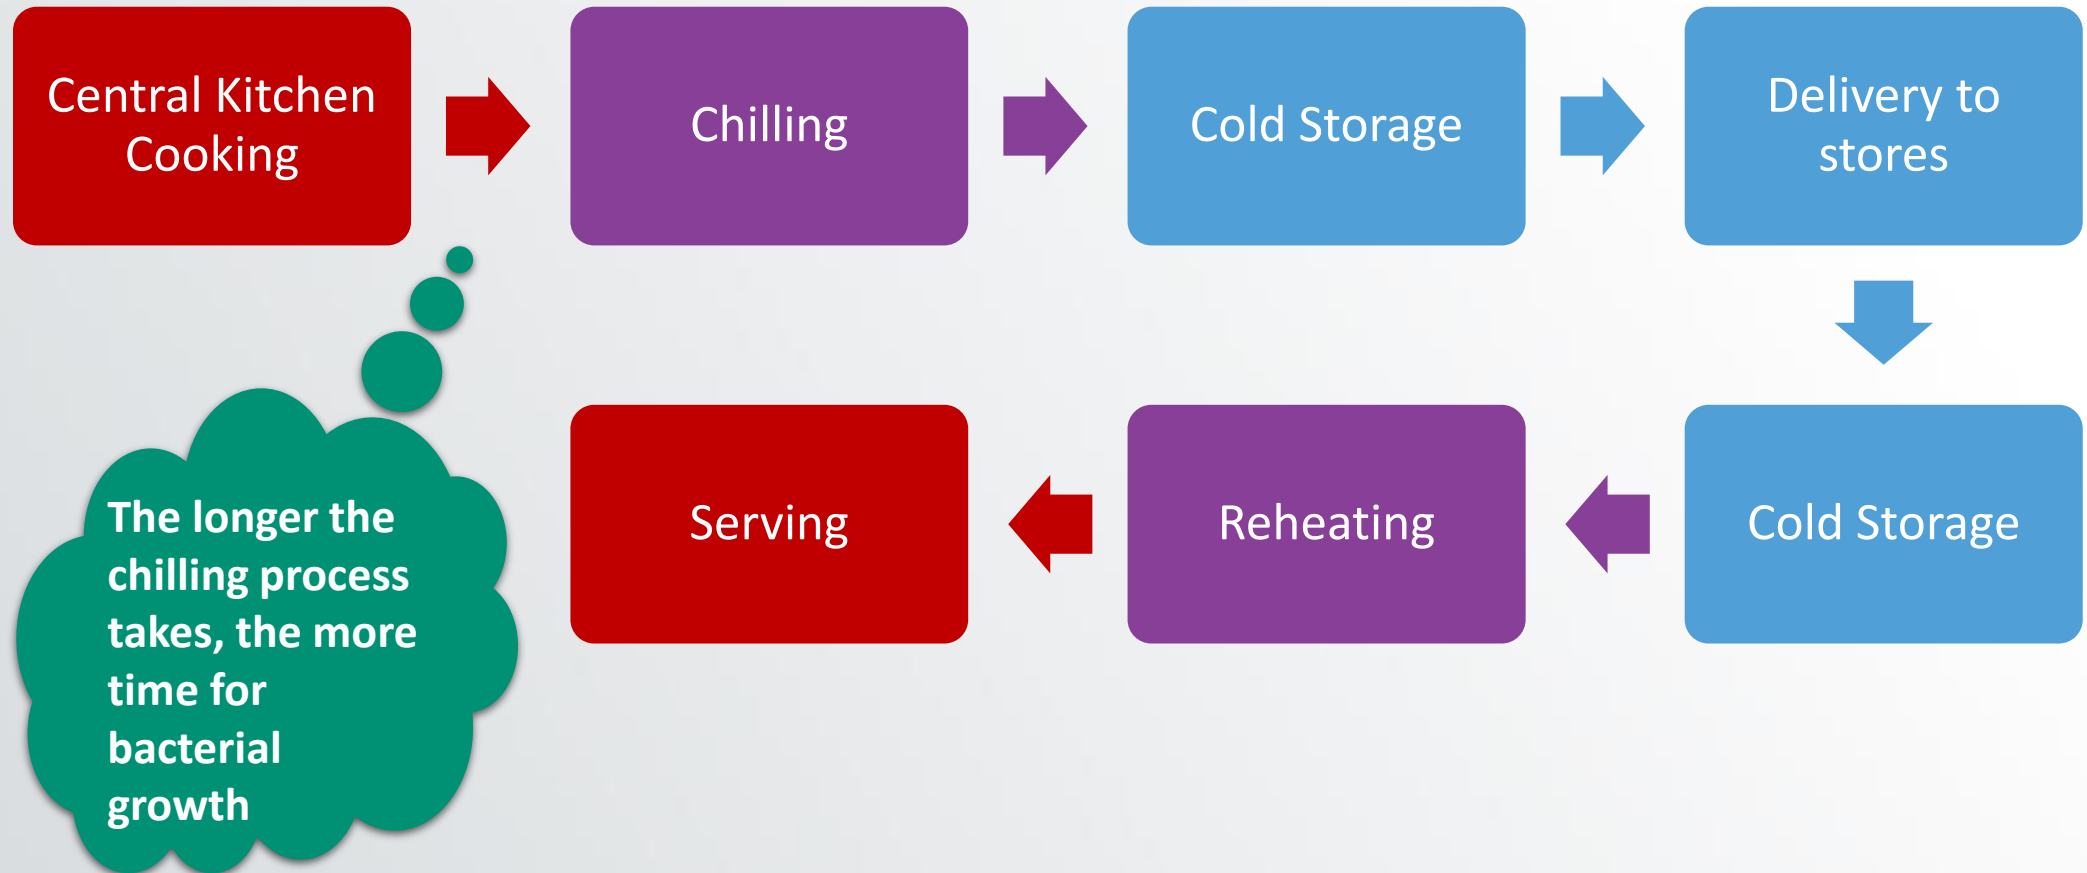 Central Kitchen
Cooking
Chilling
Cold Storage
Delivery to
stores
Cold Storage
Reheating
Serving
The longer the
chilling process
takes, the more
time for
bacterial
growth